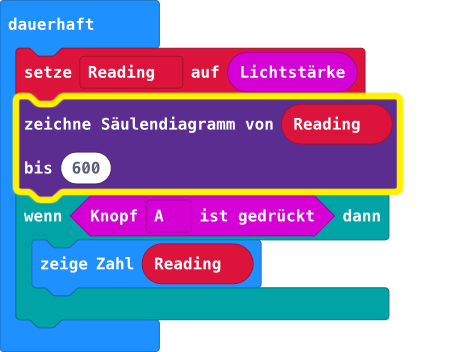 dauerhaft
setze Reading auf Lichtstärke
zeichne Säulendiagramm von Reading
bis 600
wenn Knopf A ist gedrückt dann
zeige Zahl Reading